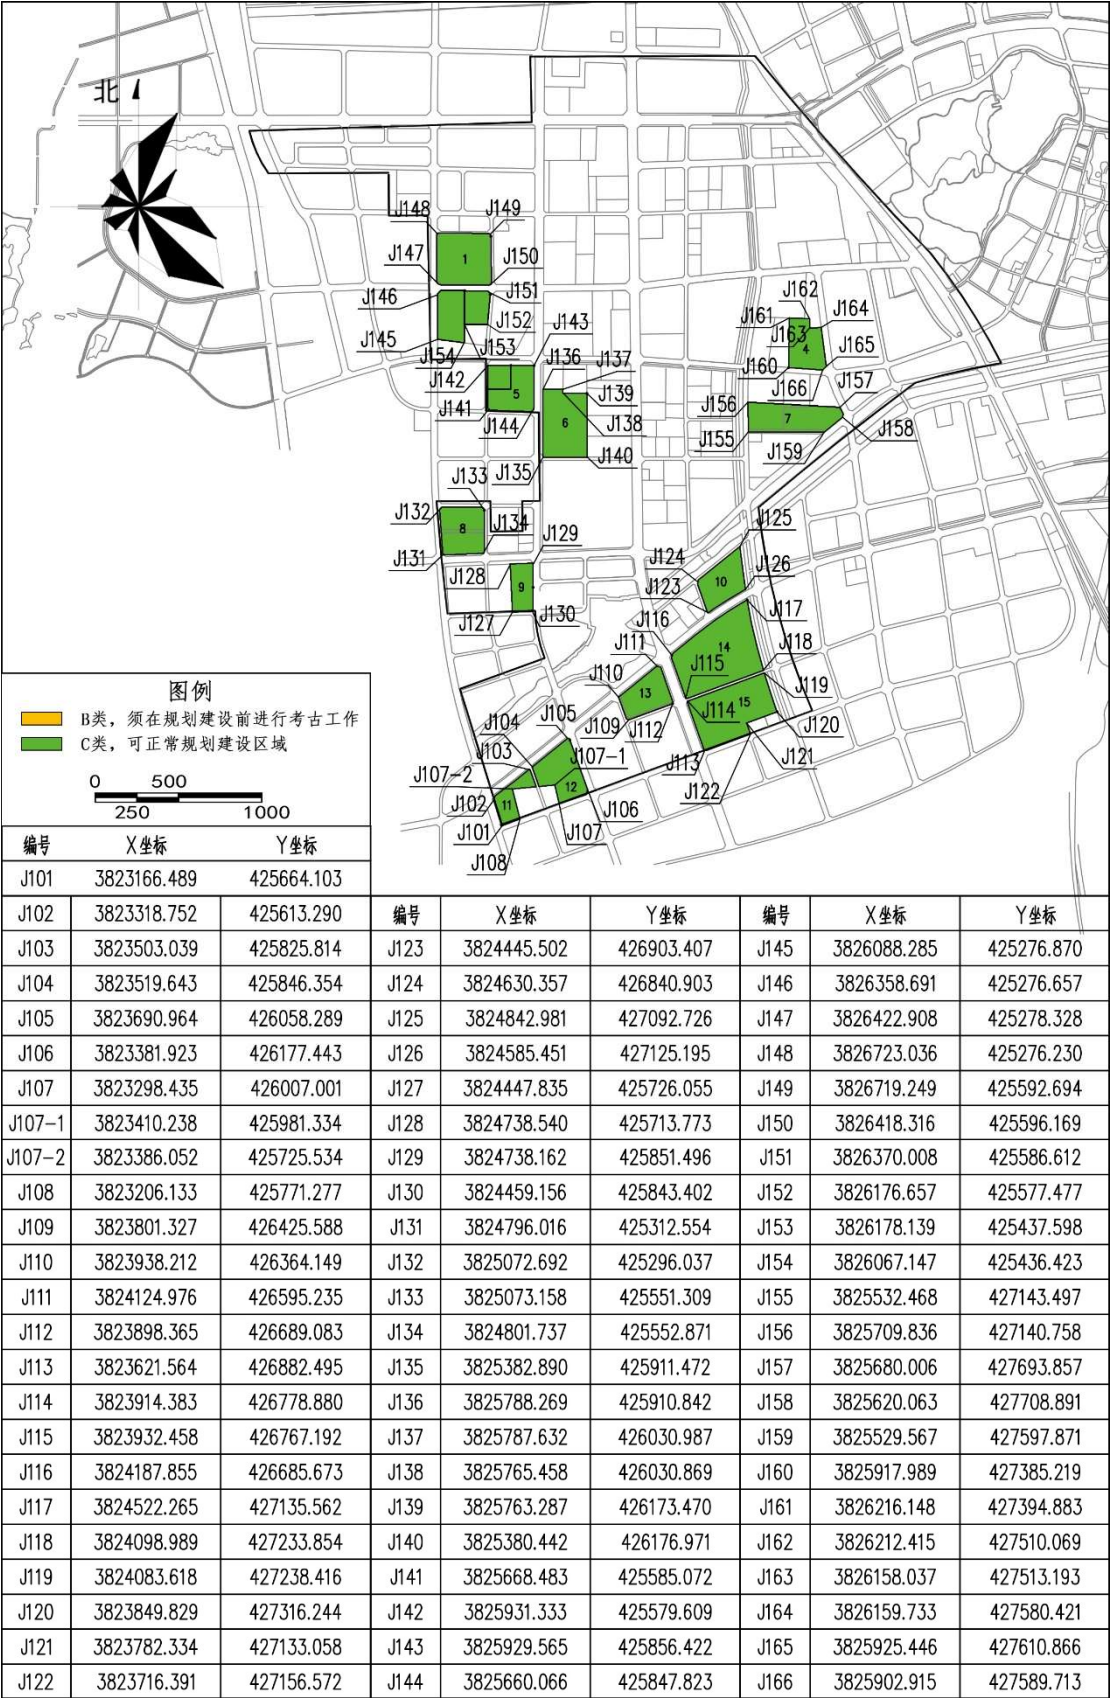 北
J148 J149
J147 1 J150
J146 J151
J152
J145 J154 J153 J143
J161 J162 J164
J163 4
J160 J165
J166
J142 J136 J137
5 J139
J141 J144 6 J138
J135 J140
J156 J157
7
J155 J159 J158
J133
J132 8 J134
J131 J129
J128 9
J127 J130
J125
J124 10 J126
J123
J116 J117
J111 14 J118
J110 J115 J119
13 J114 15 J120
J109 J112 J121
J113 J122
J105
J104
J103 J107-1
J107-2
J102 11 12
J101 J107 J106
J108
图例
B类，须在规划建设前进行考古工作
C类，可正常规划建设区域
0 500
250 1000
编号 X坐标 Y坐标
J101 3823166.489 425664.103
J102 3823318.752 425613.290 编号 X坐标 Y坐标 编号 X坐标 Y坐标
J103 3823503.039 425825.814 J123 3824445.502 426903.407 J145 3826088.285 425276.870
J104 3823519.643 425846.354 J124 3824630.357 426840.903 J146 3826358.691 425276.657
J105 3823690.964 426058.289 J125 3824842.981 427092.726 J147 3826422.908 425278.328
J106 3823381.923 426177.443 J126 3824585.451 427125.195 J148 3826723.036 425276.230
J107 3823298.435 426007.001 J127 3824447.835 425726.055 J149 3826719.249 425592.694
J107-1 3823410.238 425981.334 J128 3824738.540 425713.773 J150 3826418.316 425596.169
J107-2 3823386.052 425725.534 J129 3824738.162 425851.496 J151 3826370.008 425586.612
J108 3823206.133 425771.277 J130 3824459.156 425843.402 J152 3826176.657 425577.477
J109 3823801.327 426425.588 J131 3824796.016 425312.554 J153 3826178.139 425437.598
J110 3823938.212 426364.149 J132 3825072.692 425296.037 J154 3826067.147 425436.423
J111 3824124.976 426595.235 J133 3825073.158 425551.309 J155 3825532.468 427143.497
J112 3823898.365 426689.083 J134 3824801.737 425552.871 J156 3825709.836 427140.758
J113 3823621.564 426882.495 J135 3825382.890 425911.472 J157 3825680.006 427693.857
J114 3823914.383 426778.880 J136 3825788.269 425910.842 J158 3825620.063 427708.891
J115 3823932.458 426767.192 J137 3825787.632 426030.987 J159 3825529.567 427597.871
J116 3824187.855 426685.673 J138 3825765.458 426030.869 J160 3825917.989 427385.219
J117 3824522.265 427135.562 J139 3825763.287 426173.470 J161 3826216.148 427394.883
J118 3824098.989 427233.854 J140 3825380.442 426176.971 J162 3826212.415 427510.069
J119 3824083.618 427238.416 J141 3825668.483 425585.072 J163 3826158.037 427513.193
J120 3823849.829 427316.244 J142 3825931.333 425579.609 J164 3826159.733 427580.421
J121 3823782.334 427133.058 J143 3825929.565 425856.422 J165 3825925.446 427610.866
J122 3823716.391 427156.572 J144 3825660.066 425847.823 J166 3825902.915 427589.713